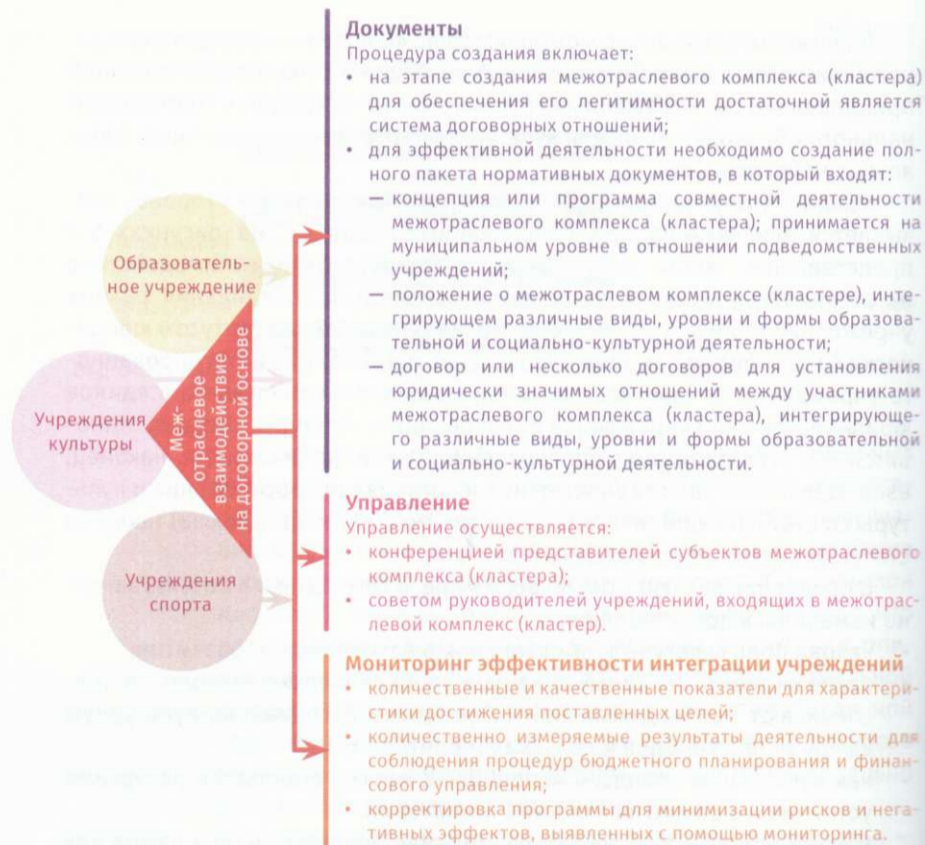 Документы
Процедура создания включает:
• на этапе создания межотраслевого комплекса (кластера)
для обеспечения его легитимности достаточной является
система договорных отношений;
• для эффективной деятельности необходимо создание пол-
ного пакета нормативных документов, в который входят:
— концепция или программа совместной деятельности
межотраслевого комплекса (кластера); принимается на
муниципальном уровне в отношении подведомственных
учреждений;
— положение о межотраслевом комплексе (кластере), инте-
грирующем различные виды, уровни и формы образова-
тельной и социально-культурной деятельности;
— договор или несколько договоров для установления
юридически значимых отношений между участниками
межотраслевого комплекса (кластера), интегрирующе-
го различные виды, уровни и формы образовательной
и социально-культурной деятельности.
Образователь-
ное учреждение
Учреждения
культуры
Учреждения
спорта
Меж-
отраслевое
взаимодействие
на договорной основе
Управление
Управление осуществляется:
• конференцией представителей субъектов межотраслевого
комплекса (кластера);
• советом руководителей учреждений, входящих в межотрас-
левой комплекс (кластер).
Мониторинг эффективности интеграции учреждений
• количественные и качественные показатели для характери-
стики достижения поставленных целей;
• количественно измеряемые результаты деятельности для
соблюдения процедур бюджетного планирования и финан-
сового управления;
• корректировка программы для минимизации рисков и нега-
тивных эффектов, выявленных с помощью мониторинга.